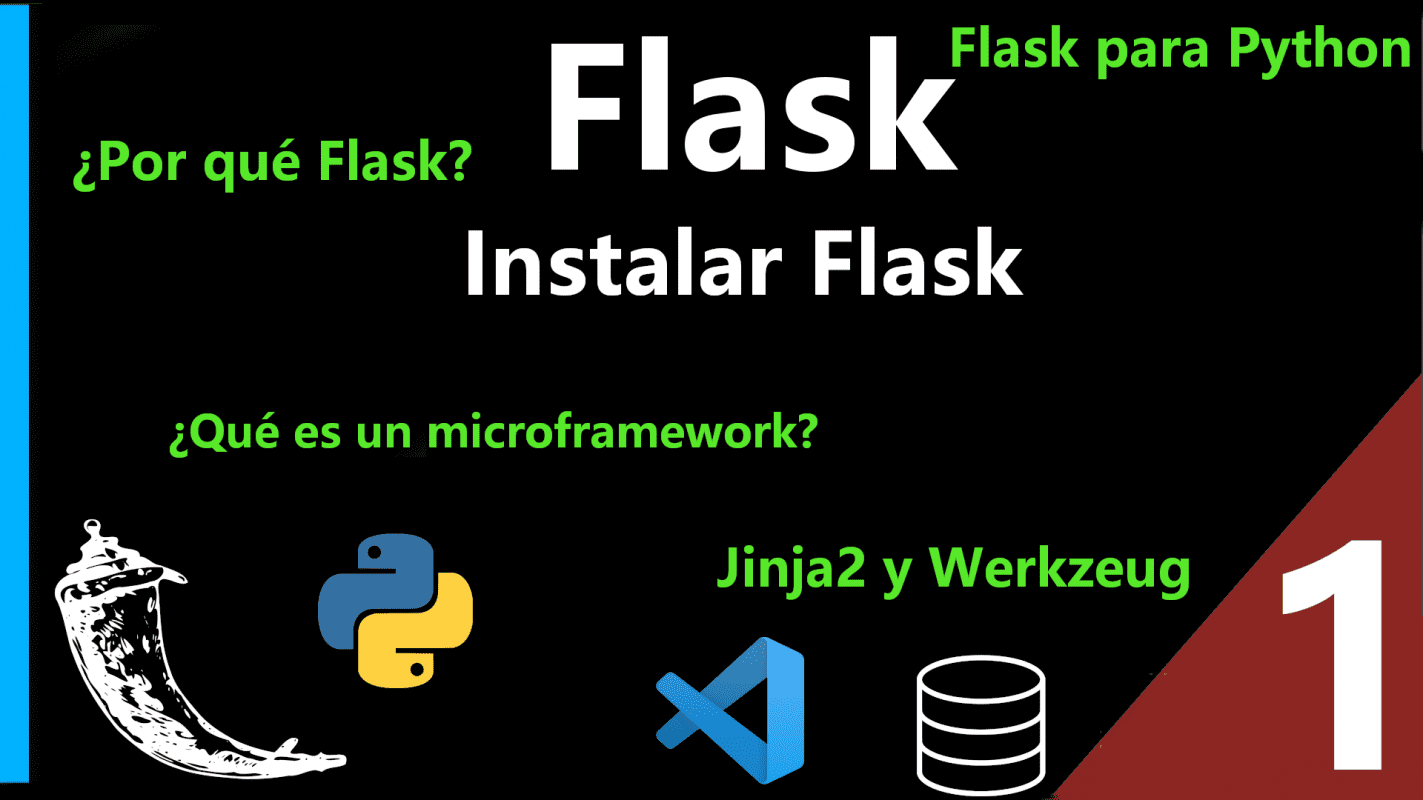 Flask
Flask para Python
¿Por qué Flask?
Instalar Flask
¿Qué es un microframework?
Jinja2 y Werkzeug
1